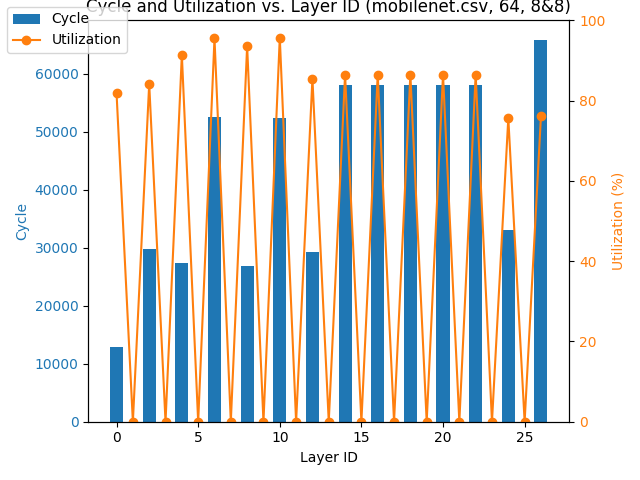 Cycle and Utilization vs. Layer ID (mobilenet.csv, 64, 8&8)
Cycle
Utilization
100
80
60
40
20
0
Utilization (%)
60000
50000
40000
30000
20000
10000
0
Cycle
0 5 10 15 20 25
Layer ID